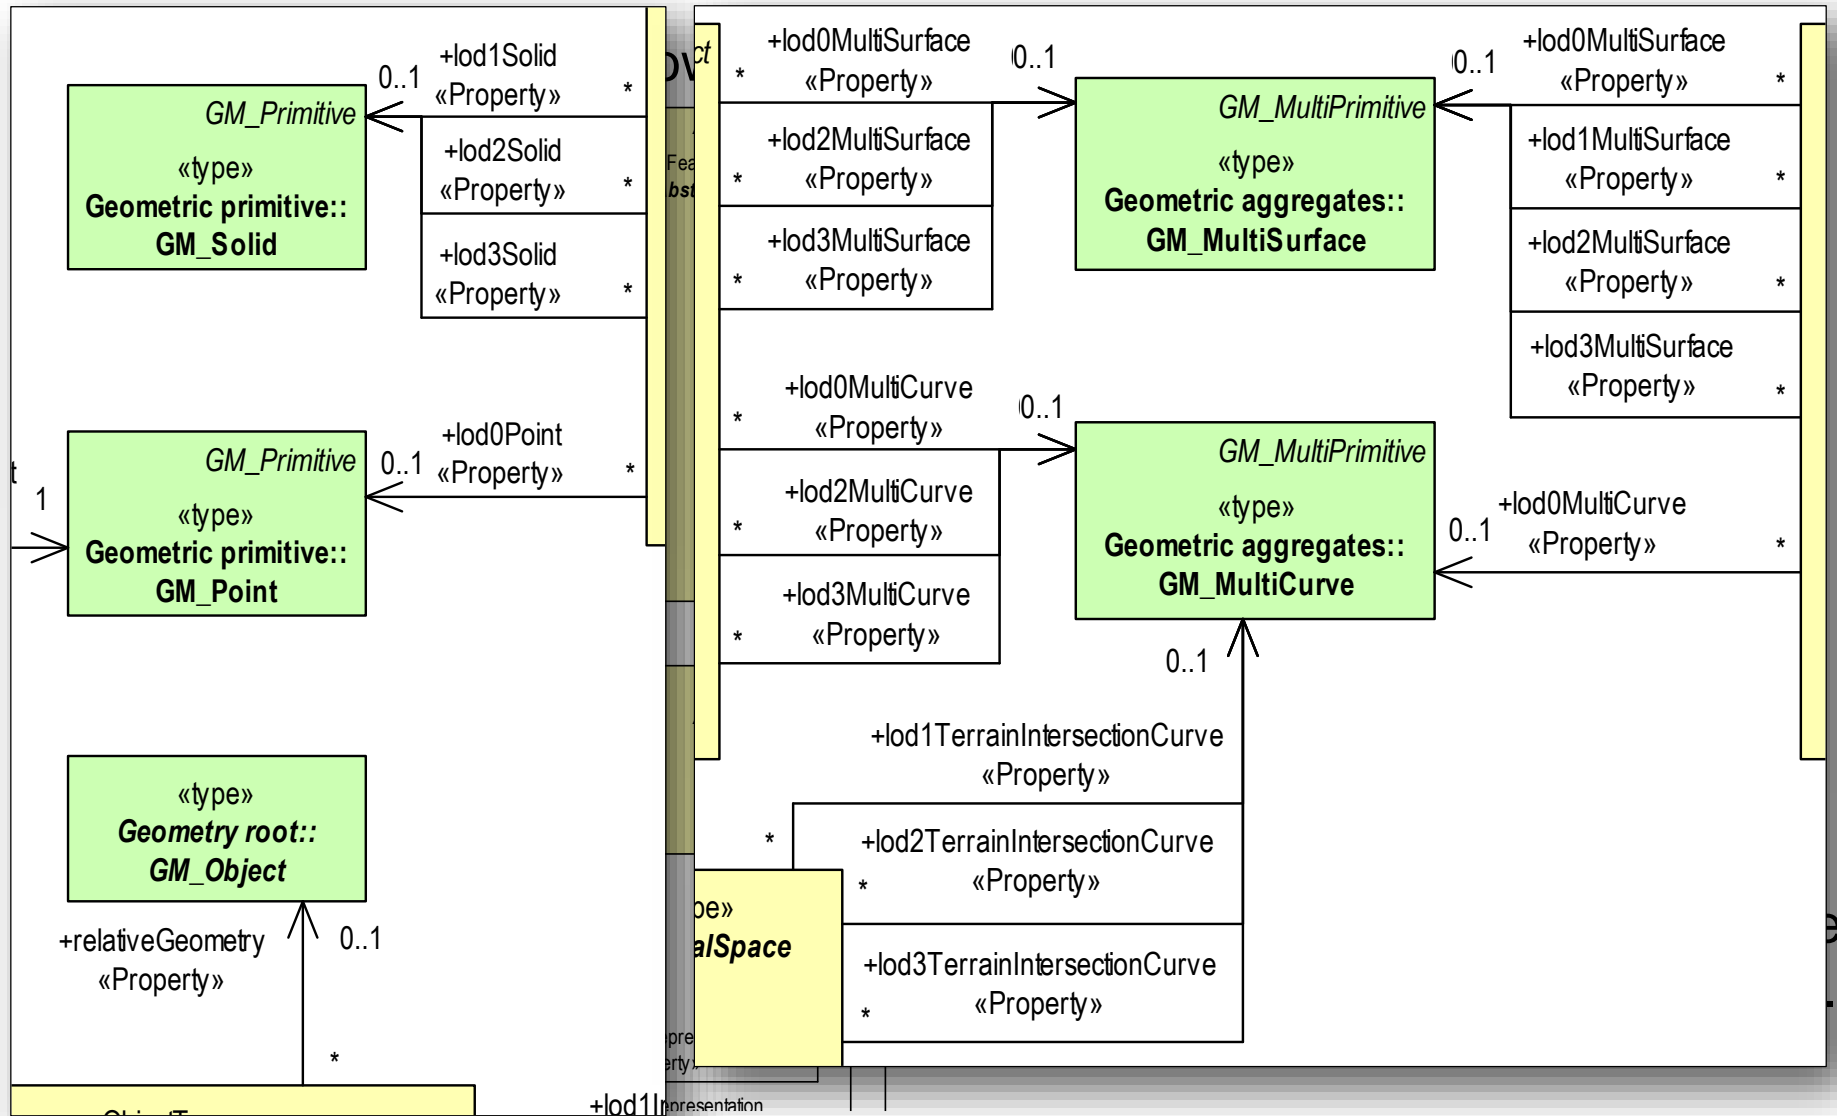 +lod1Solid
0..1
«Property»
*
GM_Primitive
«type»
Geometric primitive::
GM_Solid
+lod2Solid
«Property»
*
+lod3Solid
«Property»
*
+lod0Point
0..1
«Property»
*
1
GM_Primitive
«type»
Geometric primitive::
GM_Point
«type»
Geometry root::
GM_Object
+relativeGeometry
0..1
«Property»
*
+lod0MultiSurface
0..1
«Property»
*
+lod2MultiSurface
«Property»
*
+lod3MultiSurface
«Property»
*
GM_MultiPrimitive
«type»
Geometric aggregates::
GM_MultiSurface
+lod0MultiSurface
0..1
«Property»
*
+lod1MultiSurface
«Property»
*
+lod2MultiSurface
«Property»
*
+lod3MultiSurface
«Property»
*
+lod0MultiCurve
0..1
«Property»
*
+lod2MultiCurve
«Property»
*
+lod3MultiCurve
«Property»
*
GM_MultiPrimitive
«type»
Geometric aggregates::
GM_MultiCurve
+lod0MultiCurve
0..1
«Property»
*
0..1
+lod1TerrainIntersectionCurve
«Property»
*
+lod2TerrainIntersectionCurve
«Property»
*
+lod3TerrainIntersectionCurve
«Property»
*
pe»
alSpace